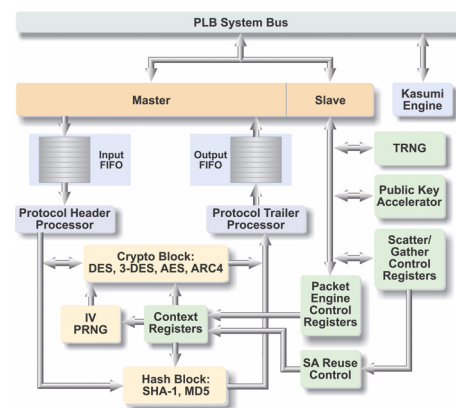 PLB System Bus
Master
Slave
Kasumi
Engine
Input
FIFO
Output
FIFO
TRNG
Public Key
Accelerator
Protocol Header
Processor
Protocol Trailer
Processor
Scatter/
Gather
Control
Registers
Crypto Block:
DES, 3-DES, AES, ARC4
Packet
Engine
Control
Registers
IV
PRNG
Context
Registers
SA Reuse
Control
Hash Block:
SHA-1, MD5